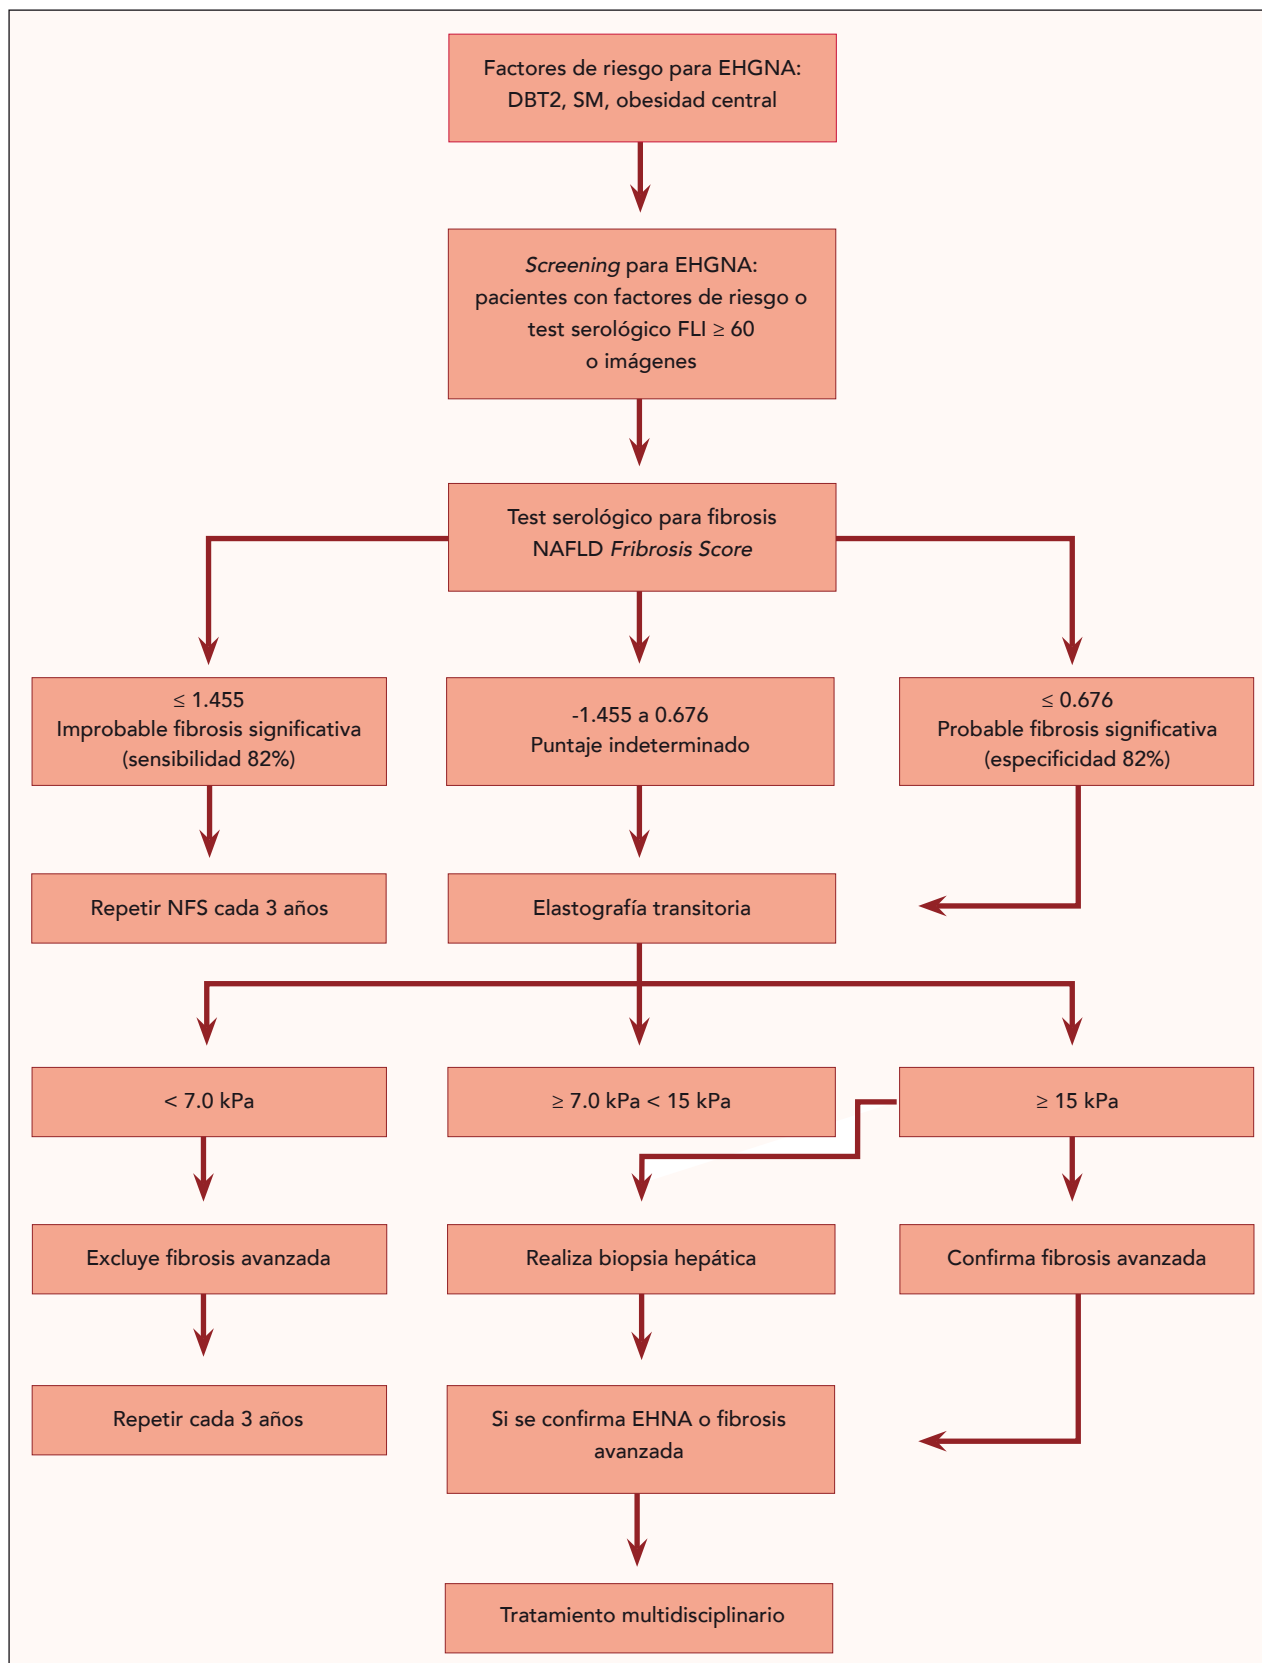 Factores de riesgo para EHGNA:
DBT2, SM, obesidad central
Screening para EHGNA:
pacientes con factores de riesgo o
test serológico FLI ≥ 60
o imágenes
Test serológico para fibrosis
NAFLD Fribrosis Score
≤ 1.455
Improbable fibrosis significativa
(sensibilidad 82%)
-1.455 a 0.676
Puntaje indeterminado
≤ 0.676
Probable fibrosis significativa
(especificidad 82%)
Repetir NFS cada 3 años
Elastografía transitoria
< 7.0 kPa
≥ 7.0 kPa < 15 kPa
≥ 15 kPa
Excluye fibrosis avanzada
Realiza biopsia hepática
Confirma fibrosis avanzada
Repetir cada 3 años
Si se confirma EHNA o fibrosis
avanzada
Tratamiento multidisciplinario